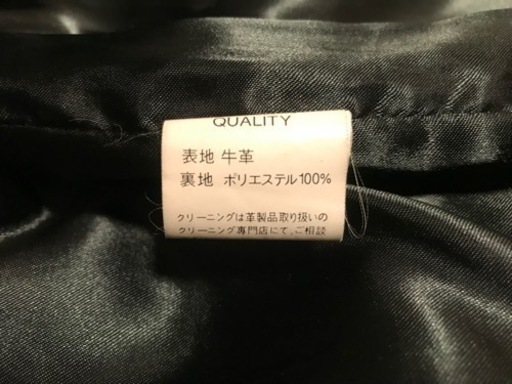 QUALITY
表地 牛革
裏地 ポリエステル100%
クリーニングは革製品取り扱いの
クリーニング専門店にて、ご相談